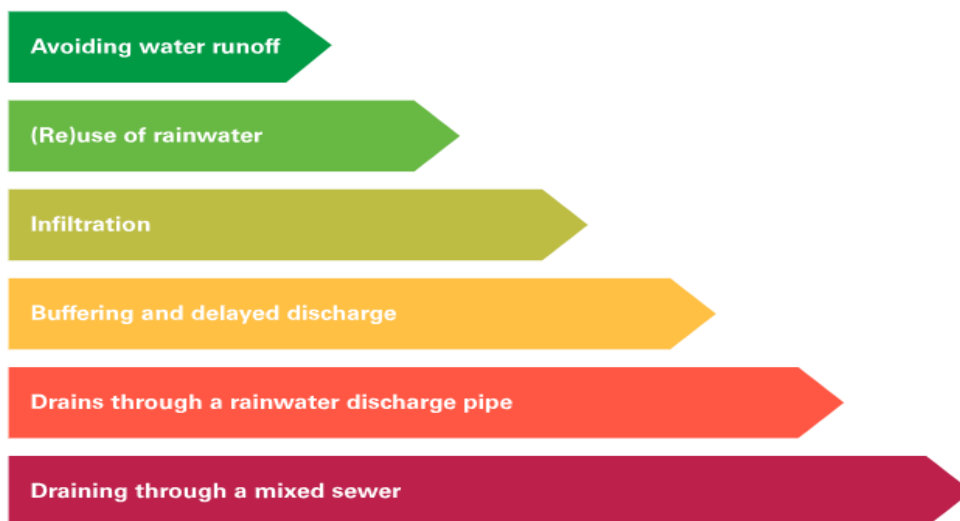 Avoiding water runoff
(Re)use of rainwater
Infiltration
Buffering and delayed discharge
Drains through a rainwater discharge pipe
Draining through a mixed sewer